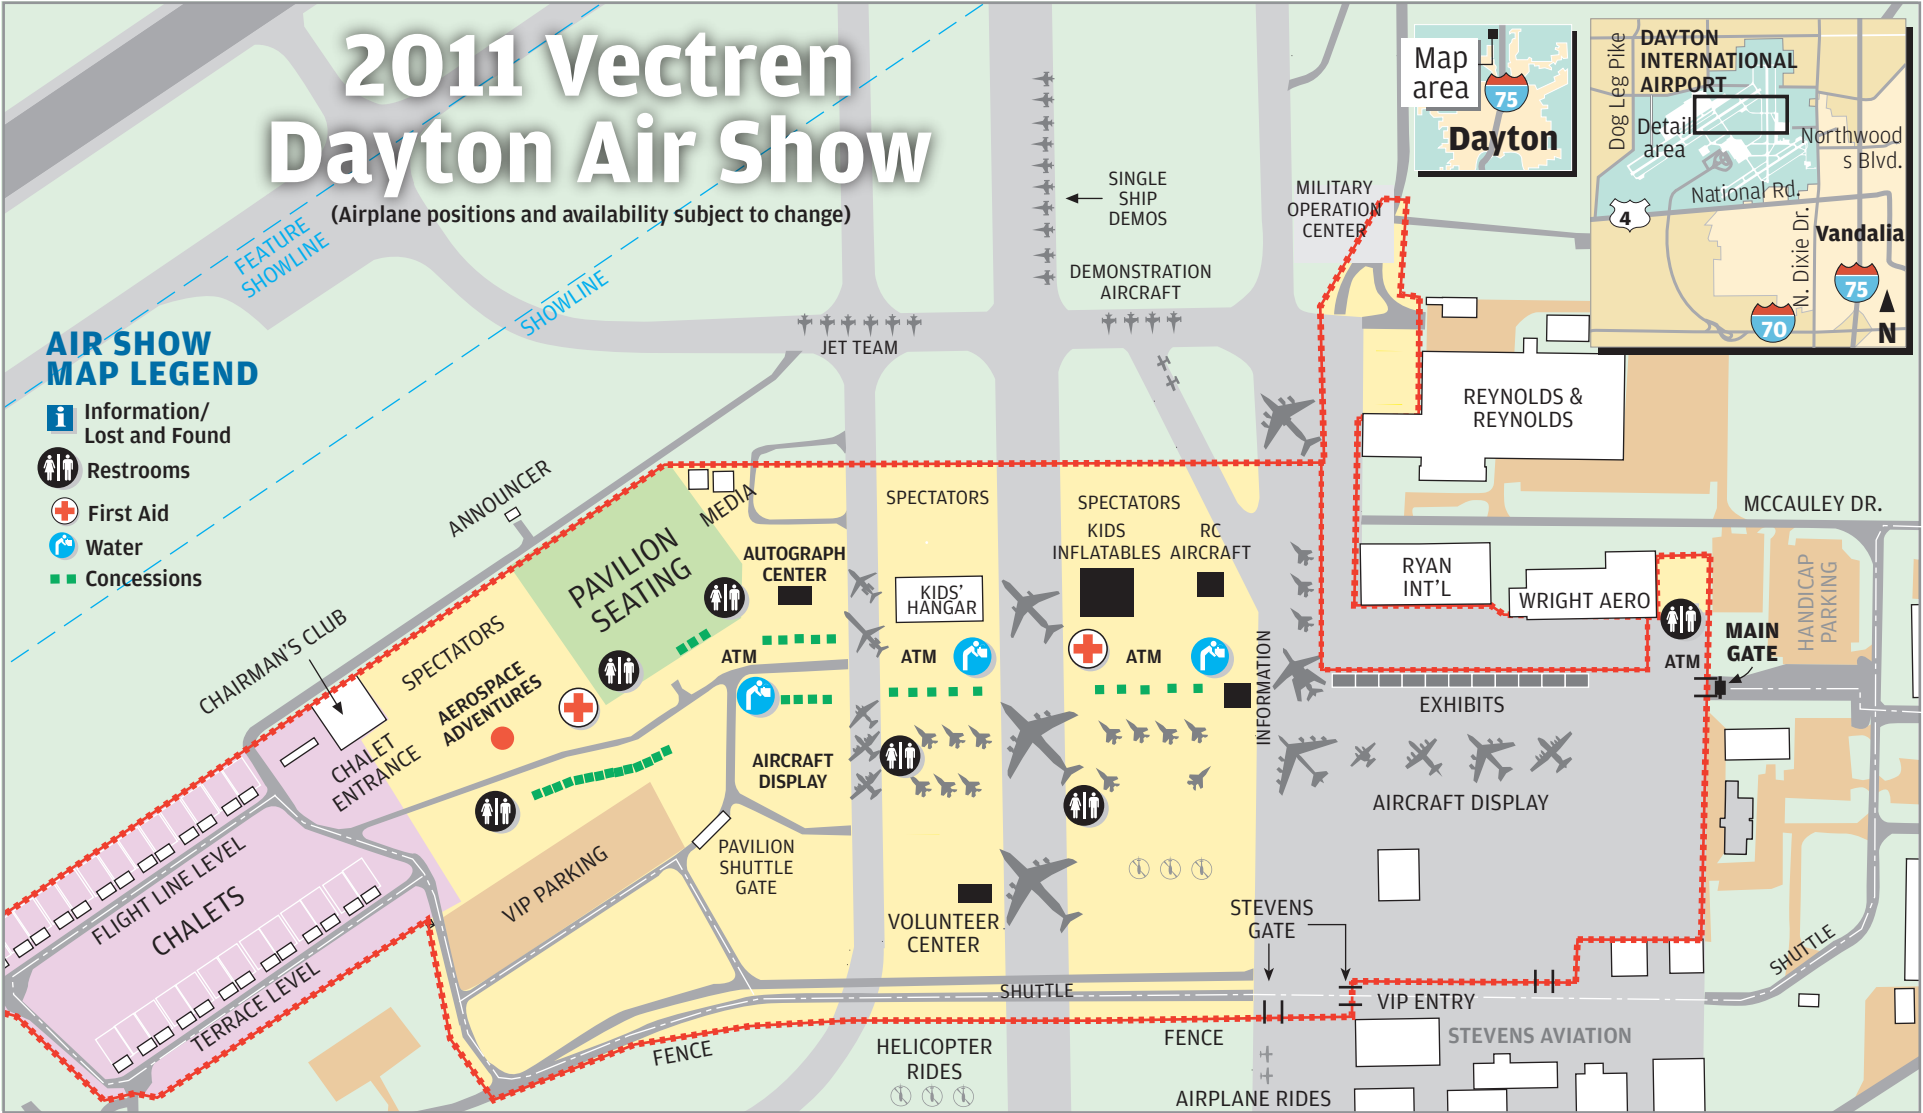 2011 Vectren
Dayton Air Show
(Airplane positions and availability subject to change)
FEATURE
SHOWLINE
SHOWLINE
AIR SHOW
MAP LEGEND
i
Information/
Lost and Found
Restrooms
First Aid
Water
Concessions
SINGLE
SHIP
DEMOS
DEMONSTRATION
AIRCRAFT
JET TEAM
MILITARY
OPERATION
CENTER
Map
area
75
Dayton
DAYTON
INTERNATIONAL
AIRPORT
Dog Leg Pike
Detail
area
Northwood
s Blvd.
National Rd.
4
N. Dixie Dr.
Vandalia
75
70
N
REYNOLDS &
REYNOLDS
MCCAULEY DR.
ANNOUNCER
MEDIA
SPECTATORS
SPECTATORS
KIDS
INFLATABLES
RC
AIRCRAFT
PAVILION
SEATING
AUTOGRAPH
CENTER
KIDS'
HANGAR
RYAN
INT'L
WRIGHT AERO
HANDICAP
PARKING
MAIN
GATE
CHAIRMAN'S CLUB
SPECTATORS
AEROSPACE
ADVENTURES
ATM
ATM
ATM
ATM
INFORMATION
EXHIBITS
CHALET
ENTRANCE
AIRCRAFT
DISPLAY
AIRCRAFT DISPLAY
FLIGHT LINE LEVEL
CHALETS
TERRACE LEVEL
VIP PARKING
PAVILION
SHUTTLE
GATE
VOLUNTEER
CENTER
STEVENS
GATE
SHUTTLE
SHUTTLE
VIP ENTRY
STEVENS AVIATION
FENCE
HELICOPTER
RIDES
FENCE
AIRPLANE RIDES